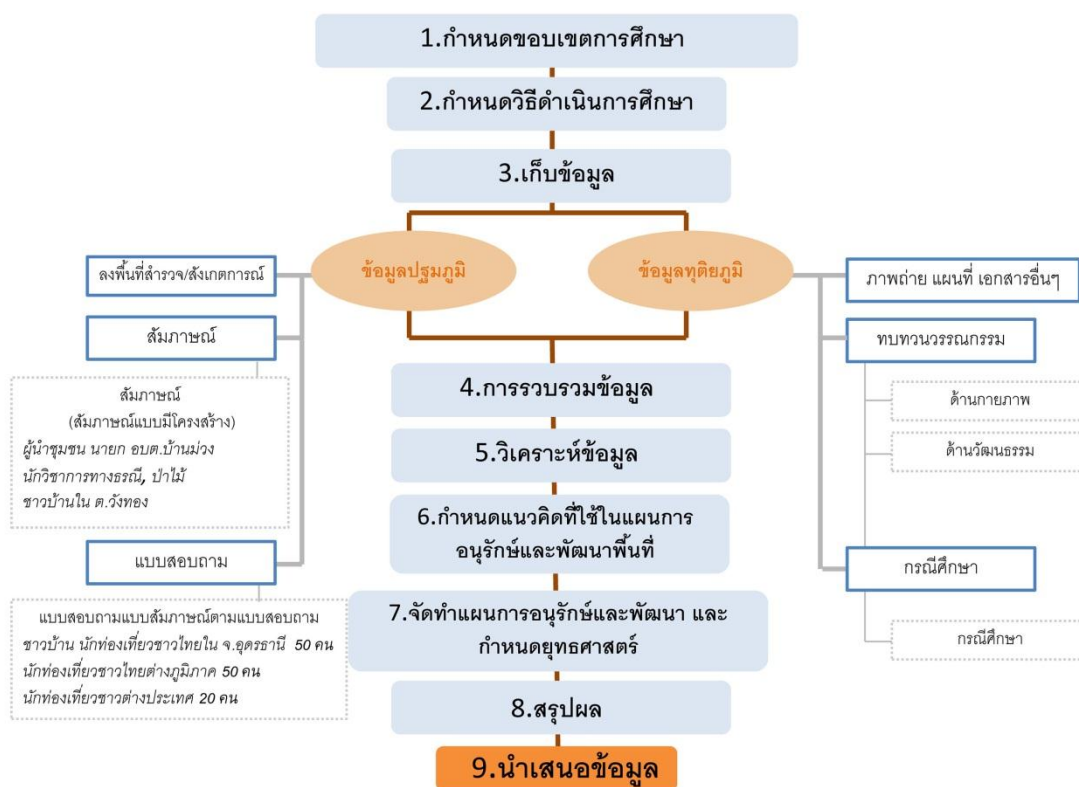 1.กำหนดขอบเขตการศึกษา
2.กำหนดวิธีดำเนินการศึกษา
3.เก็บข้อมูล
ข้อมูลปฐมภูมิ
ข้อมูลทุติยภูมิ
ลงพื้นที่สำรวจ/สังเกตการณ์
สัมภาษณ์
สัมภาษณ์
(สัมภาษณ์แบบมีโครงสร้าง)
ผู้นำชุมชน นายก อบต.บ้านม่วง
นักวิชาการทางธรณี, ป่าไม้
ชาวบ้านใน ต.วังทอง
แบบสอบถาม
แบบสอบถามแบบสัมภาษณ์ตามแบบสอบถาม
ชาวบ้าน นักท่องเที่ยวชาวไทยใน จ.อุดรธานี 50 คน
นักท่องเที่ยวชาวไทยต่างภูมิภาค 50 คน
นักท่องเที่ยวชาวต่างประเทศ 20 คน
ภาพถ่าย แผนที่ เอกสารอื่นๆ
ทบทวนวรรณกรรม
ด้านกายภาพ
ด้านวัฒนธรรม
กรณีศึกษา
กรณีศึกษา
4.การรวบรวมข้อมูล
5.วิเคราะห์ข้อมูล
6.กำหนดแนวคิดที่ใช้ในแผนการ
อนุรักษ์และพัฒนาพื้นที่
7.จัดทำแผนการอนุรักษ์และพัฒนา และ
กำหนดยุทธศาสตร์
8.สรุปผล
9.นำเสนอข้อมูล